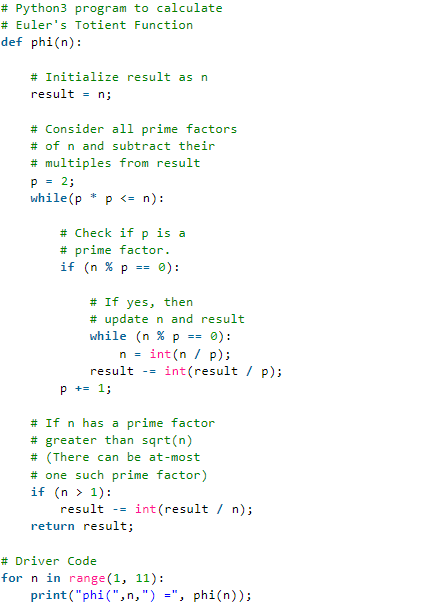 # Python3 program to calculate
# Euler's Totient Function
def phi(n):
    # Initialize result as n
    result = n;
    # Consider all prime factors
    # of n and subtract their
    # multiples from result
    p = 2;
    while(p * p <= n):
        # Check if p is a
        # prime factor.
        if (n % p == 0):
            # If yes, then
            # update n and result
            while (n % p == 0):
                n = int(n / p);
            result -= int(result / p);
        p += 1;
    # If n has a prime factor
    # greater than sqrt(n)
    # (There can be at-most
    # one such prime factor)
    if (n > 1):
        result -= int(result / n);
    return result;
# Driver Code
for n in range(1, 11):
    print("phi(",n,") =", phi(n));